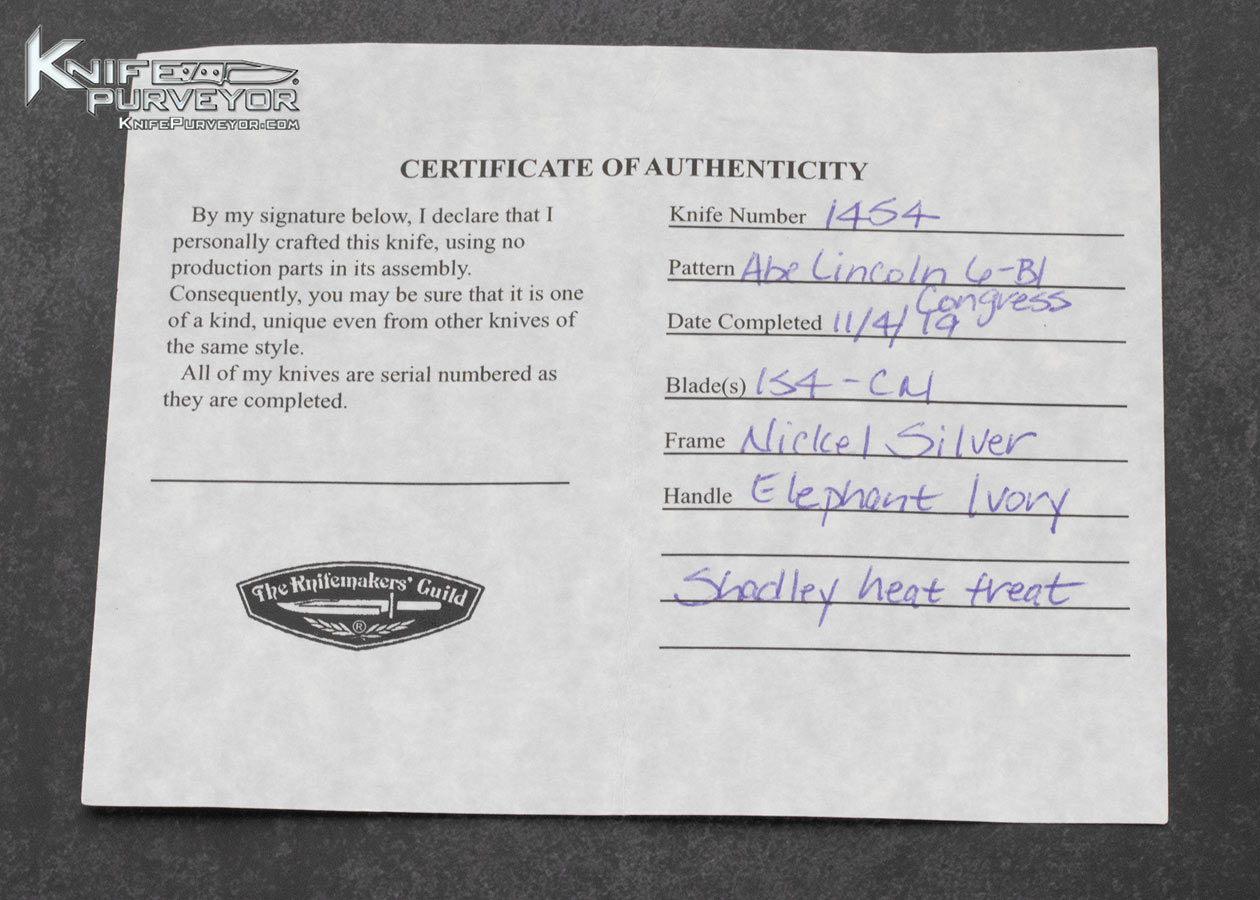 KNIFE
PURVEYOR
KNIFEPURVEYOR.COM
CERTIFICATE OF AUTHENTICITY
By my signature below, I declare that I
personally crafted this knife, using no
production parts in its assembly.
Consequently, you may be sure that it is one
of a kind, unique even from other knives of
the same style.
All of my knives are serial numbered as
they are completed.
The Knifemakers' Guild
®
Knife Number 1454
Pattern Abe Lincoln 6-Bl
Congress
Date Completed 11/4/19
Blade(s) 154-CM
Frame Nickel Silver
Handle Elephant Ivory
Shadley heat treat